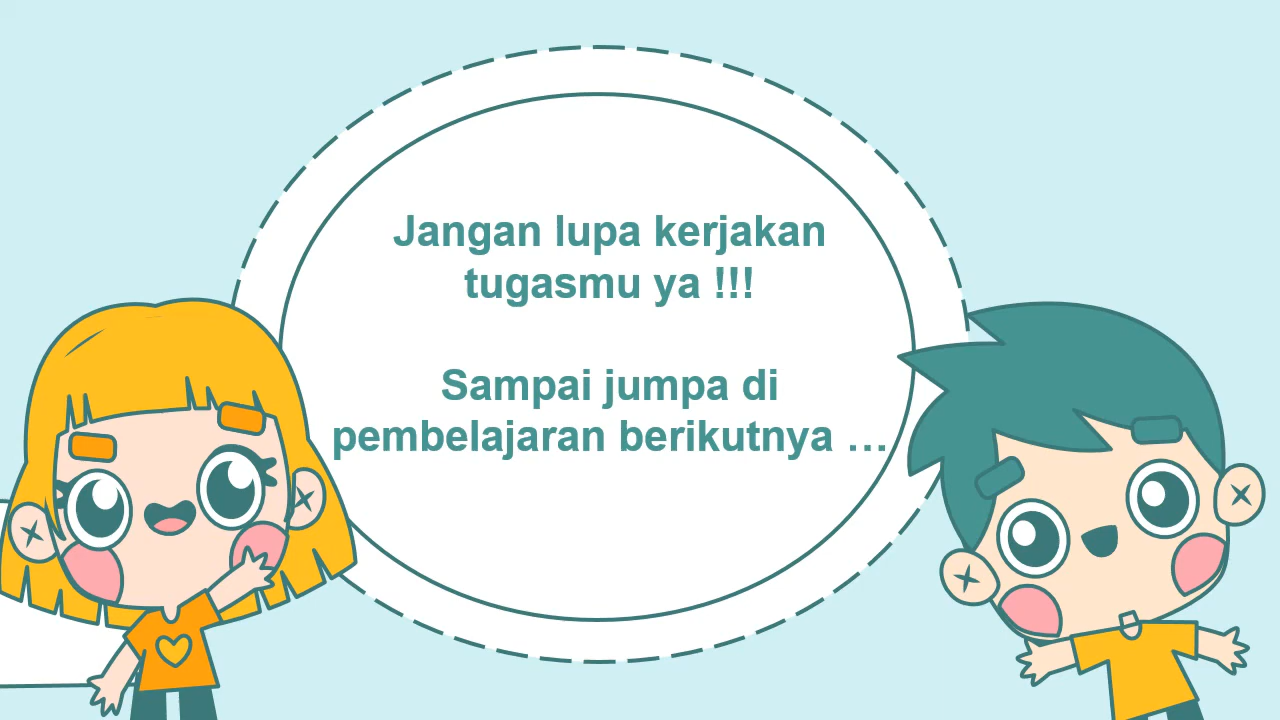 Jangan lupa kerjakan
tugasmu ya !!!
Sampai jumpa di
pembelajaran berikutnya …